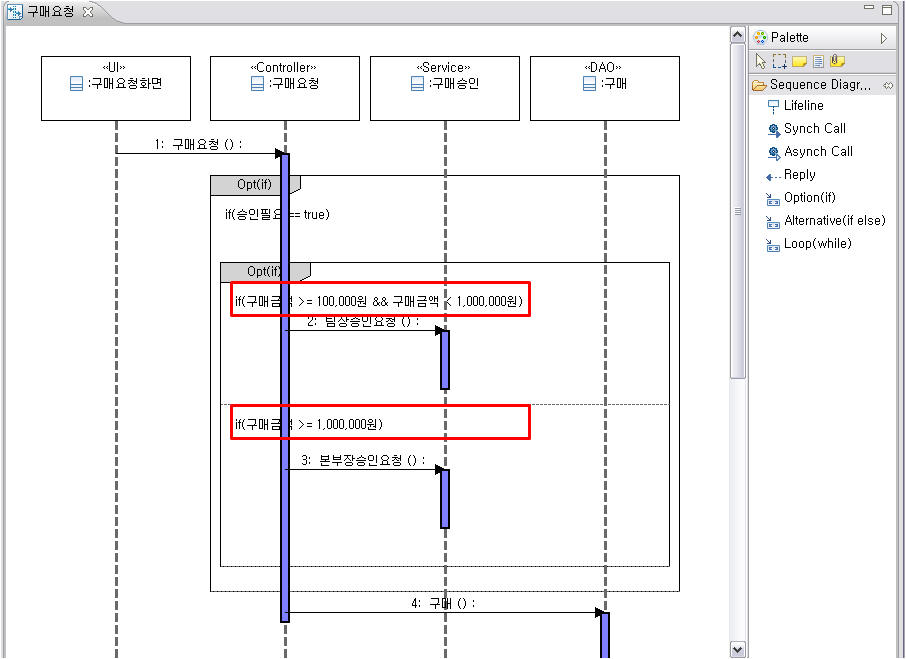 구매요청
«UI»
:구매요청화면
«Controller»
:구매요청
«Service»
:구매승인
«DAO»
:구매
1: 구매요청 ( ) :
Opt(if)
if(승인필요 == true)
Opt(if)
if(구매금액 >= 100,000원 && 구매금액 < 1,000,000원)
2: 팀장승인요청 ( ) :
if(구매금액 >= 1,000,000원)
3: 본부장승인요청 ( ) :
4: 구매 ( ) :
Palette
Sequence Diagr...
Lifeline
Synch Call
Asynch Call
Reply
Option(if)
Alternative(if else)
Loop(while)